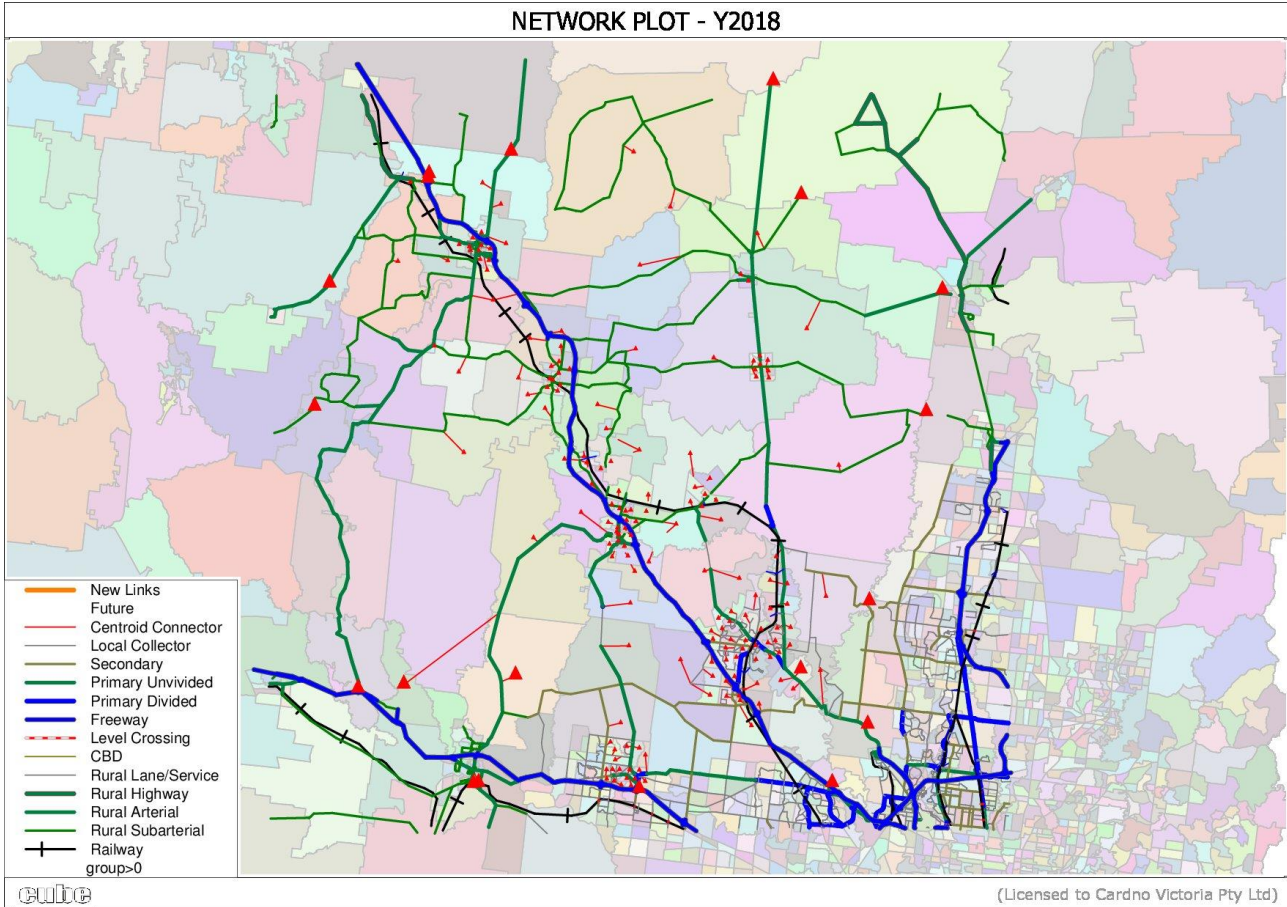 NETWORK PLOT - Y2018
New Links
Future
Centroid Connector
Local Collector
Secondary
Primary Unvivided
Primary Divided
Freeway
Level Crossing
CBD
Rural Lane/Service
Rural Highway
Rural Arterial
Rural Subarterial
Railway
group>0
cube
(Licensed to Cardno Victoria Pty Ltd)